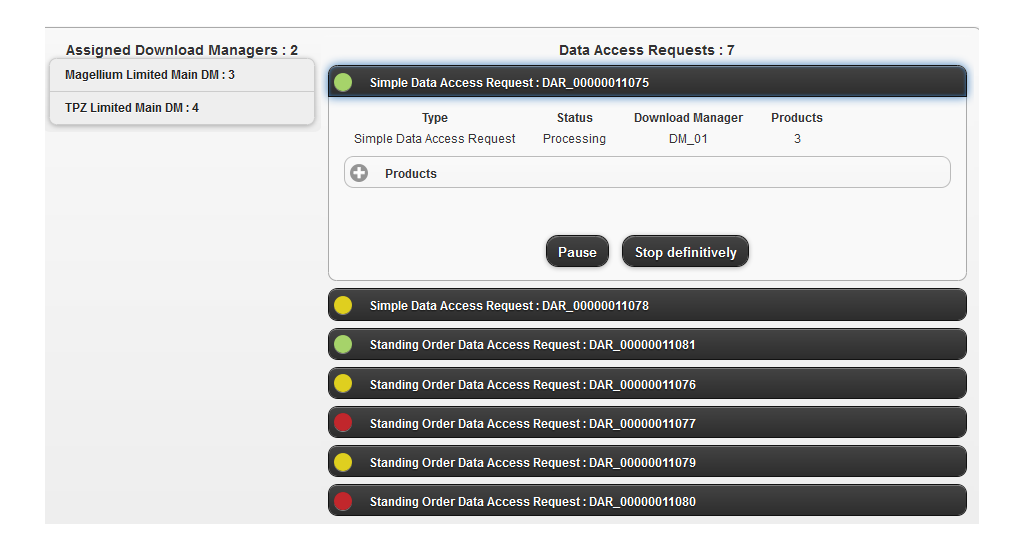 Assigned Download Managers : 2
Magellium Limited Main DM : 3
TPZ Limited Main DM : 4
Data Access Requests : 7
Simple Data Access Request : DAR_00000011075
Type Status Download Manager Products
Simple Data Access Request Processing DM_01 3
Products
Pause Stop definitively
Simple Data Access Request : DAR_00000011078
Standing Order Data Access Request : DAR_00000011081
Standing Order Data Access Request : DAR_00000011076
Standing Order Data Access Request : DAR_00000011077
Standing Order Data Access Request : DAR_00000011079
Standing Order Data Access Request : DAR_00000011080